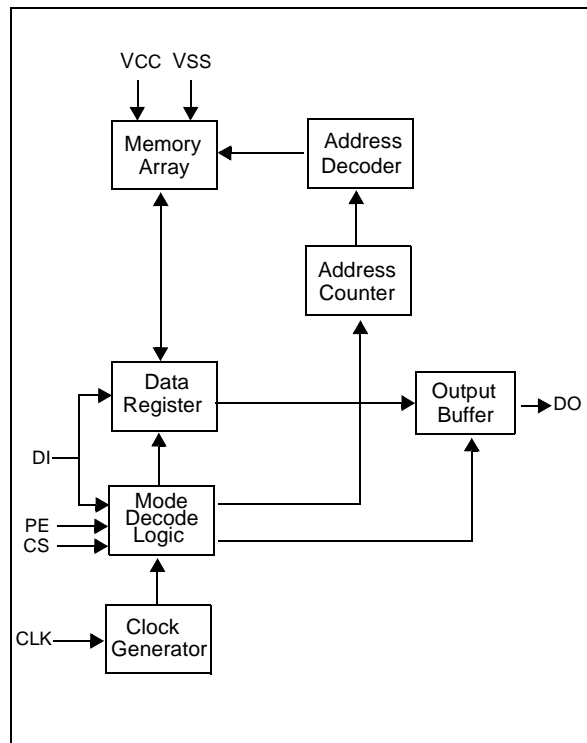 VCC VSS
Memory
Array
Address
Decoder
Address
Counter
Data
Register
Output
Buffer
DO
DI
Mode
Decode
Logic
PE
CS
CLK
Clock
Generator